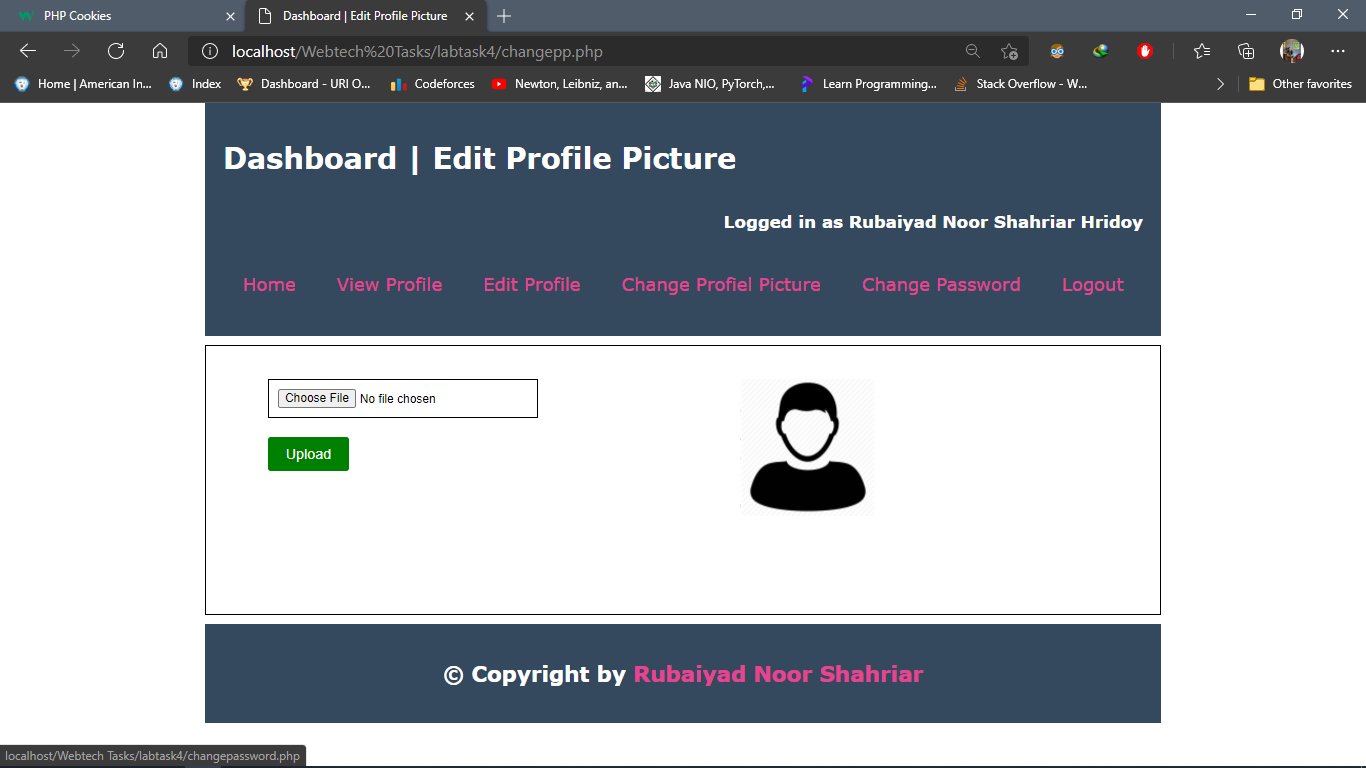 PHP Cookies
Dashboard | Edit Profile Picture
localhost/Webtech%20Tasks/labtask4/changepp.php
Home | American In... Index Dashboard - URI O... Codeforces Newton, Leibniz, an... Java NIO, PyTorch,... Learn Programming... Stack Overflow - W... Other favorites
Dashboard | Edit Profile Picture
Logged in as Rubaiyad Noor Shahriar Hridoy
Home View Profile Edit Profile Change Profiel Picture Change Password Logout
Choose File No file chosen
Upload
© Copyright by Rubaiyad Noor Shahriar
localhost/Webtech Tasks/labtask4/changepassword.php